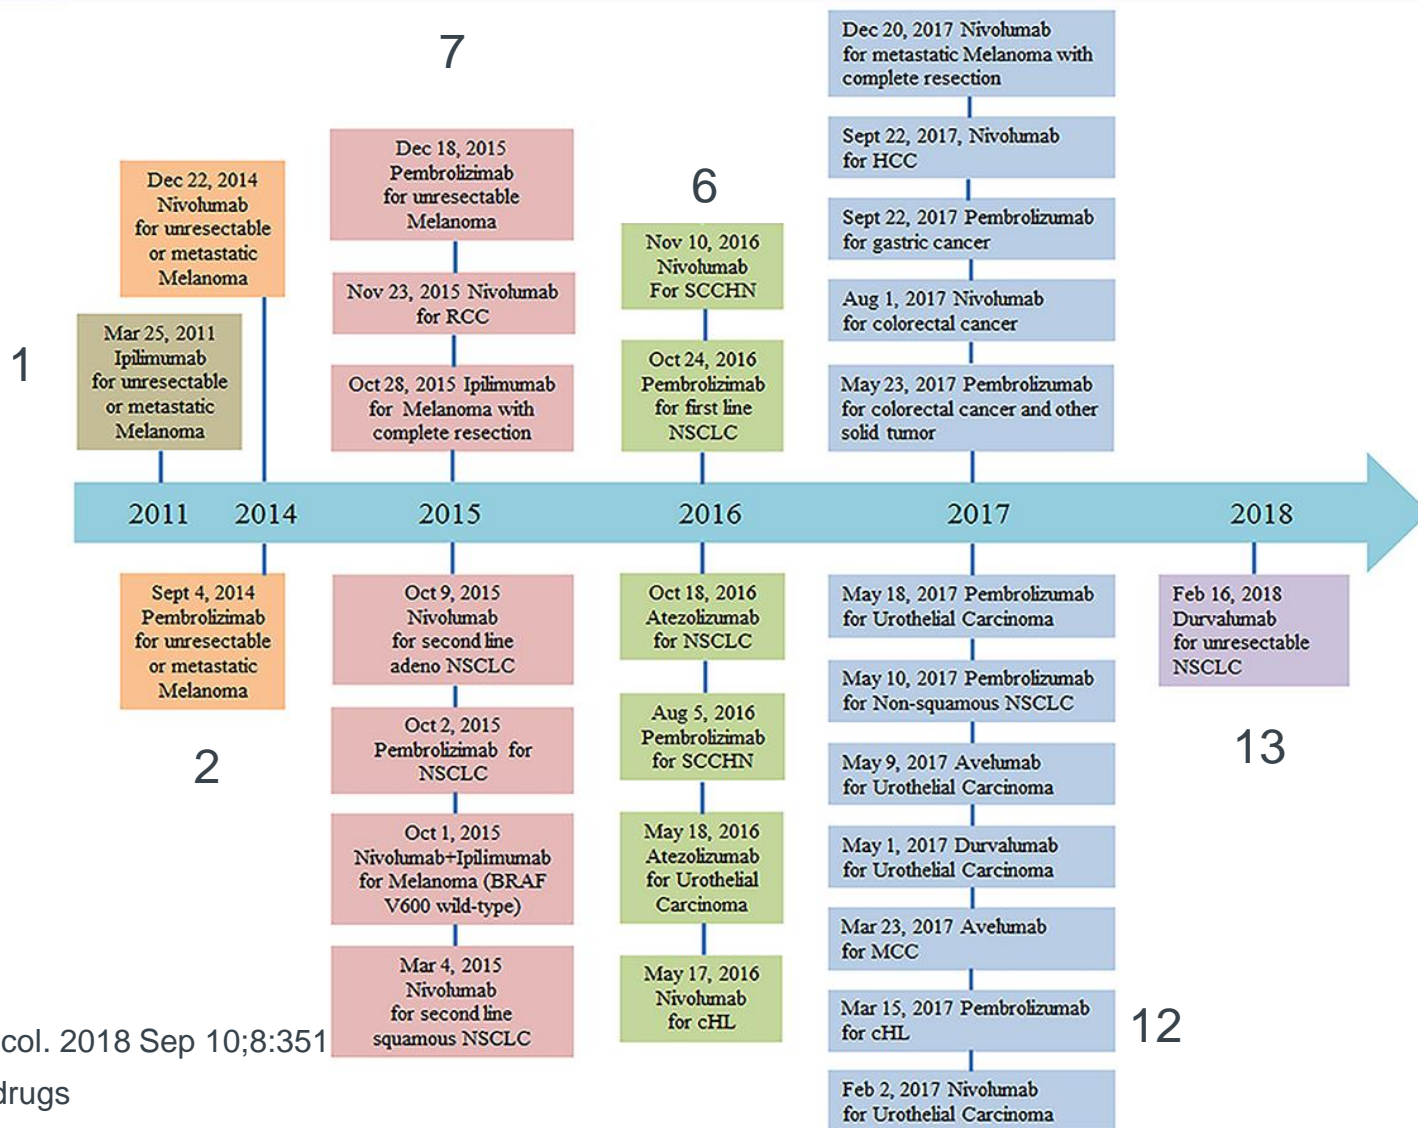 7
Dec 20, 2017 Nivolumab
for metastatic Melanoma with
complete resection
Dec 18, 2015
Pembrolizimab
for unresectable
Melanoma
Sept 22, 2017, Nivolumab
for HCC
Dec 22, 2014
Nivolumab
for unresectable
or metastatic
Melanoma
6
Sept 22, 2017 Pembrolizumab
for gastric cancer
Nov 10, 2016
Nivolumab
For SCCHN
Nov 23, 2015 Nivolumab
for RCC
Aug 1, 2017 Nivolumab
for colorectal cancer
1
Mar 25, 2011
Ipilimumab
for unresectable
or metastatic
Melanoma
Oct 28, 2015 Ipilimumab
for Melanoma with
complete resection
Oct 24, 2016
Pembrolizimab
for first line
NSCLC
May 23, 2017 Pembrolizumab
for colorectal cancer and other
solid tumor
2011 2014 2015 2016 2017 2018
Sept 4, 2014
Pembrolizimab
for unresectable
or metastatic
Melanoma
2
Oct 9, 2015
Nivolumab
for second line
adeno NSCLC
Oct 2, 2015
Pembrolizimab for
NSCLC
Oct 1, 2015
Nivolumab+Ipilimumab
for Melanoma (BRAF
V600 wild-type)
Mar 4, 2015
Nivolumab
for second line
squamous NSCLC
Oct 18, 2016
Atezolizumab
for NSCLC
Aug 5, 2016
Pembrolizimab
for SCCHN
May 18, 2016
Atezolizumab
for Urothelial
Carcinoma
May 17, 2016
Nivolumab
for cHL
May 18, 2017 Pembrolizumab
for Urothelial Carcinoma
May 10, 2017 Pembrolizumab
for Non-squamous NSCLC
May 9, 2017 Avelumab
for Urothelial Carcinoma
May 1, 2017 Durvalumab
for Urothelial Carcinoma
Mar 23, 2017 Avelumab
for MCC
Mar 15, 2017 Pembrolizumab
for cHL
Feb 2, 2017 Nivolumab
for Urothelial Carcinoma
12
Feb 16, 2018
Durvalumab
for unresectable
NSCLC
13
col. 2018 Sep 10;8:351
drugs